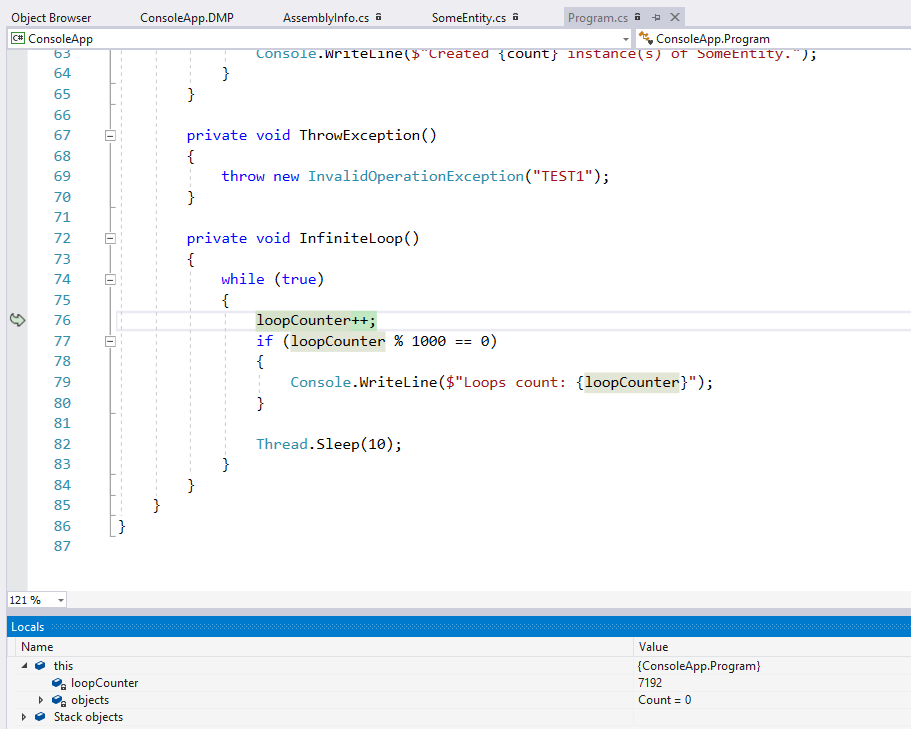 Object Browser ConsoleApp.DMP AssemblyInfo.cs SomeEntity.cs Program.cs
C# ConsoleApp ConsoleApp.Program
63 Console.WriteLine($"Created {count} instance(s) of SomeEntity.");
64 }
65 }
66
67 private void ThrowException()
68 {
69 throw new InvalidOperationException("TEST1");
70 }
71
72 private void InfiniteLoop()
73 {
74 while (true)
75 {
76 loopCounter++;
77 if (loopCounter % 1000 == 0)
78 {
79 Console.WriteLine($"Loops count: {loopCounter}");
80 }
81
82 Thread.Sleep(10);
83 }
84 }
85 }
86 }
87
121 %
Locals
Name Value
this {ConsoleApp.Program}
loopCounter 7192
objects Count = 0
Stack objects